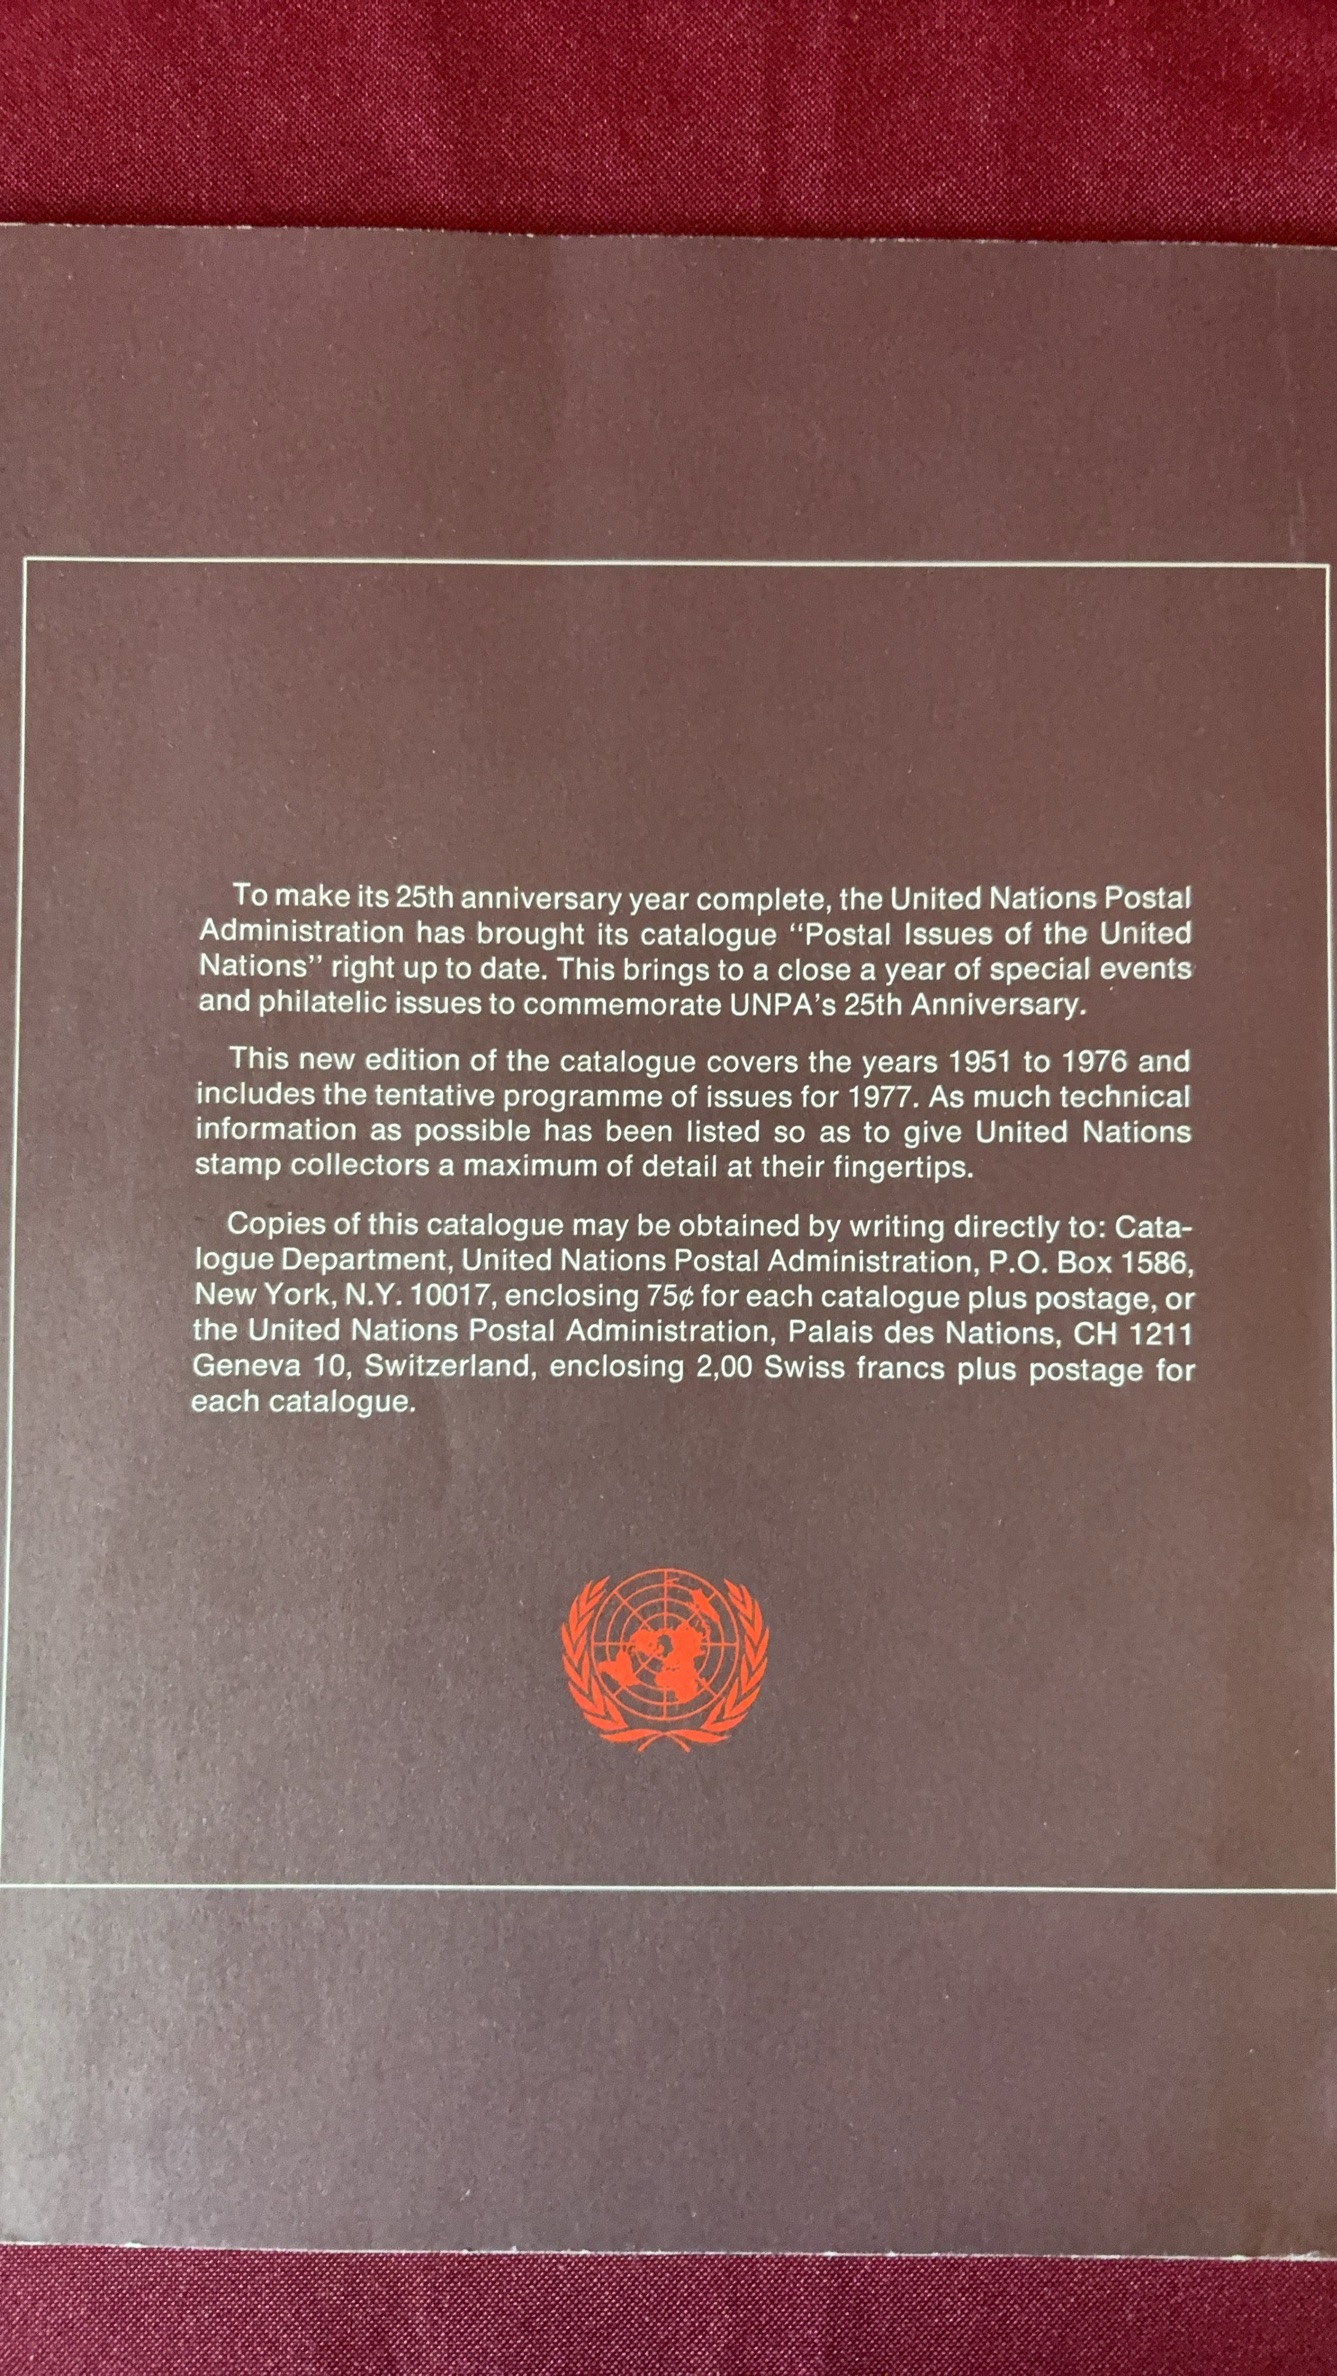 To make its 25th anniversary year complete, the United Nations Postal
Administration has brought its catalogue “Postal Issues of the United
Nations” right up to date. This brings to a close a year of special events
and philatelic issues to commemorate UNPA’s 25th Anniversary.
This new edition of the catalogue covers the years 1951 to 1976 and
includes the tentative programme of issues for 1977. As much technical
information as possible has been listed so as to give United Nations
stamp collectors a maximum of detail at their fingertips.
Copies of this catalogue may be obtained by writing directly to: Cata-
logue Department, United Nations Postal Administration, P.O. Box 1586,
New York, N.Y. 10017, enclosing 75¢ for each catalogue plus postage, or
the United Nations Postal Administration, Palais des Nations, CH 1211
Geneva 10, Switzerland, enclosing 2,00 Swiss francs plus postage for
each catalogue.